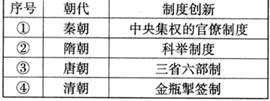 序号 朝代 制度创新
① 秦朝 中央集权的官僚制度
② 隋朝 科举制度
③ 唐朝 三省六部制
④ 清朝 金瓶掣签制